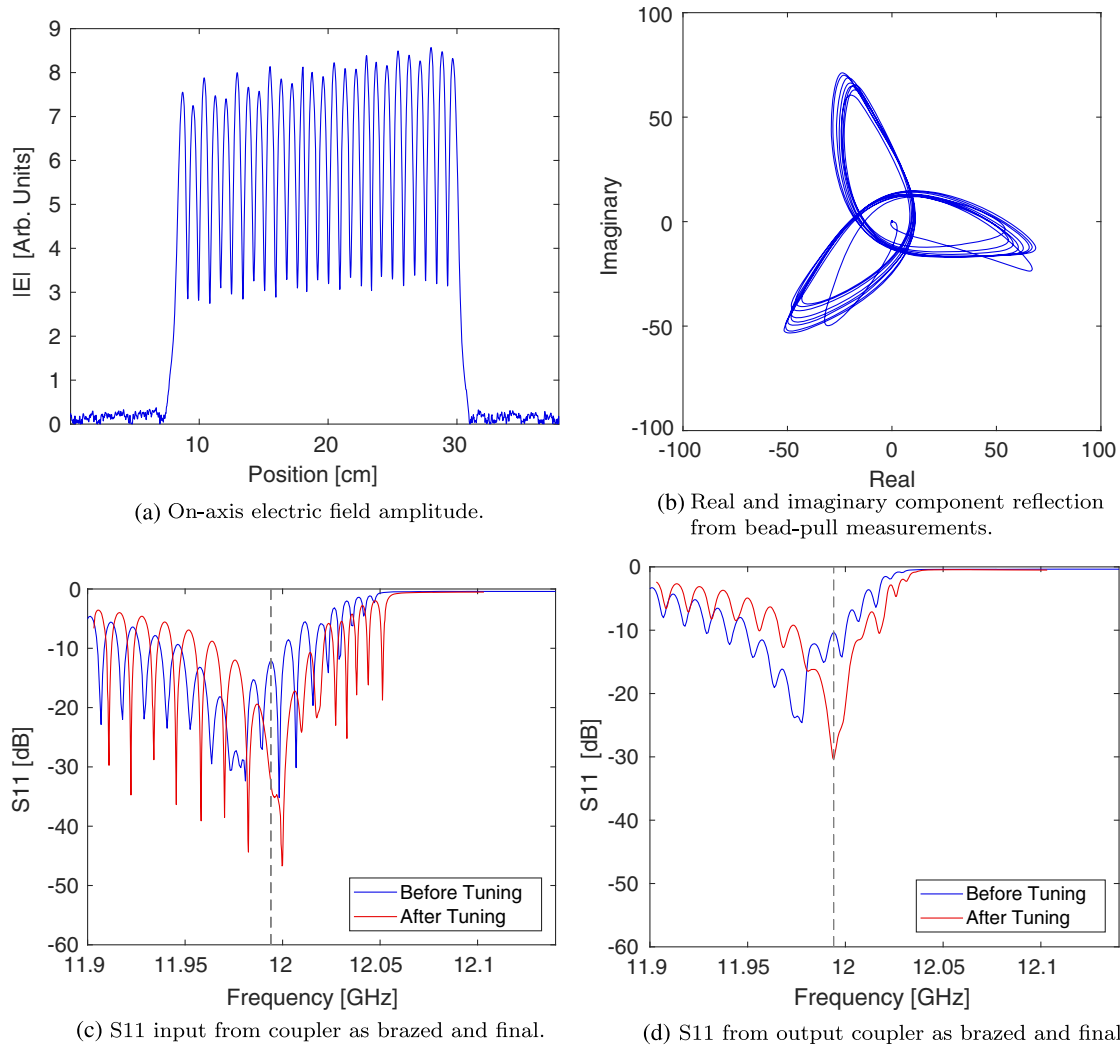 9
8
7
6
5
4
3
2
1
0
|E| [Arb. Units]
10
20
30
Position [cm]
(a) On-axis electric field amplitude.
100
50
0
-50
-100
Imaginary
-100
-50
0
50
100
Real
(b) Real and imaginary component reflection
from bead-pull measurements.
0
-10
-20
-30
-40
-50
-60
S11 [dB]
Before Tuning
After Tuning
11.9
11.95
12
12.05
12.1
Frequency [GHz]
(c) S11 input from coupler as brazed and final.
0
-10
-20
-30
-40
-50
-60
S11 [dB]
Before Tuning
After Tuning
11.9
11.95
12
12.05
12.1
Frequency [GHz]
(d) S11 from output coupler as brazed and final